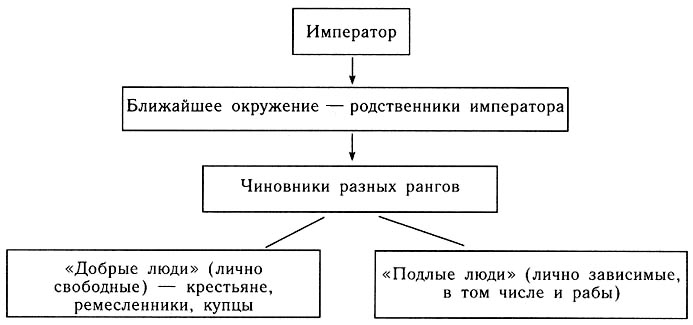 Император
Ближайшее окружение — родственники императора
Чиновники разных рангов
«Добрые люди» (лично
свободные) — крестьяне,
ремесленники, купцы
«Подлые люди» (лично зависимые,
в том числе и рабы)